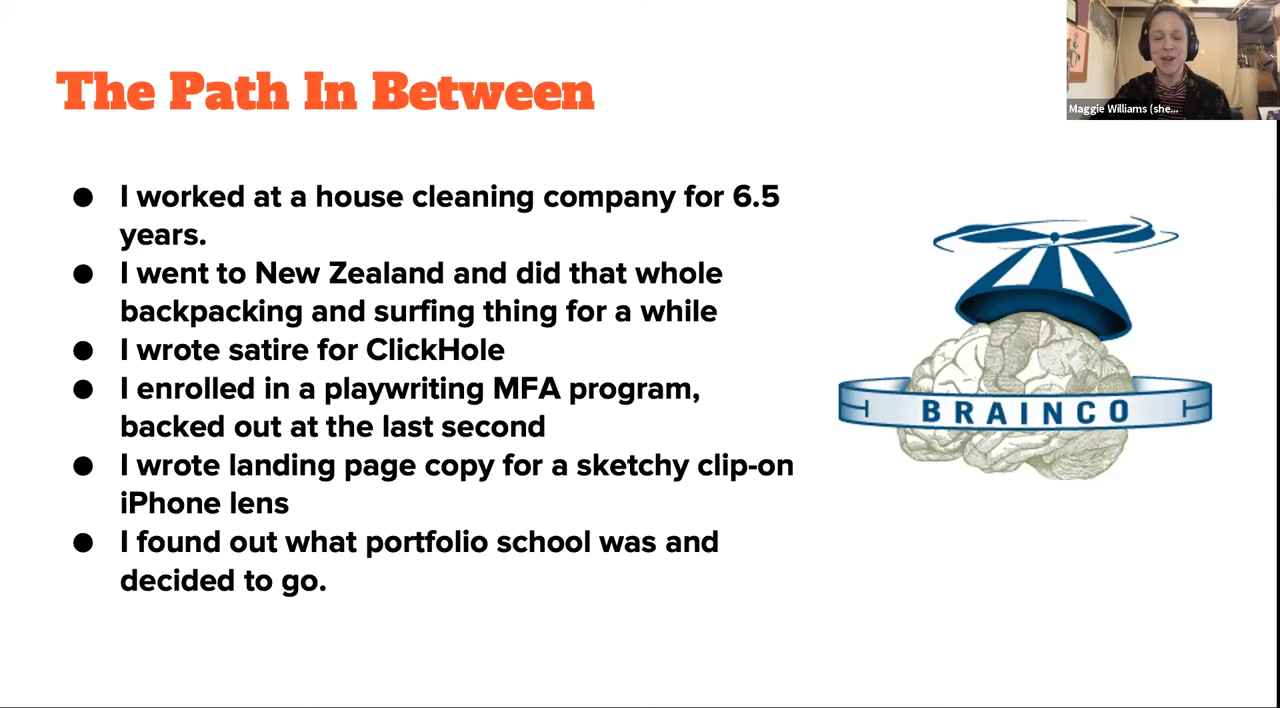 The Path In Between
Maggie Williams (she...
● I worked at a house cleaning company for 6.5
years.
● I went to New Zealand and did that whole
backpacking and surfing thing for a while
● I wrote satire for ClickHole
● I enrolled in a playwriting MFA program,
backed out at the last second
● I wrote landing page copy for a sketchy clip-on
iPhone lens
● I found out what portfolio school was and
decided to go.
BRAINCO